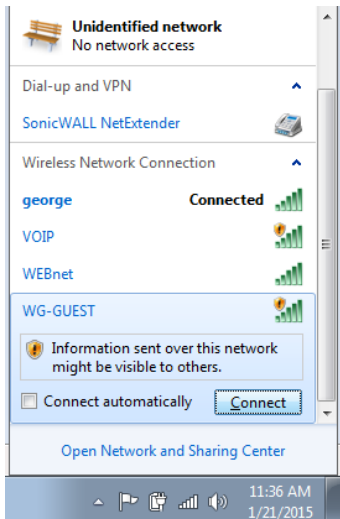 Unidentified network
No network access
Dial-up and VPN
SonicWALL NetExtender
Wireless Network Connection
george Connected
VOIP
WEBnet
WG-GUEST
Information sent over this network
might be visible to others.
Connect automatically Connect
Open Network and Sharing Center
11:36 AM
1/21/2015